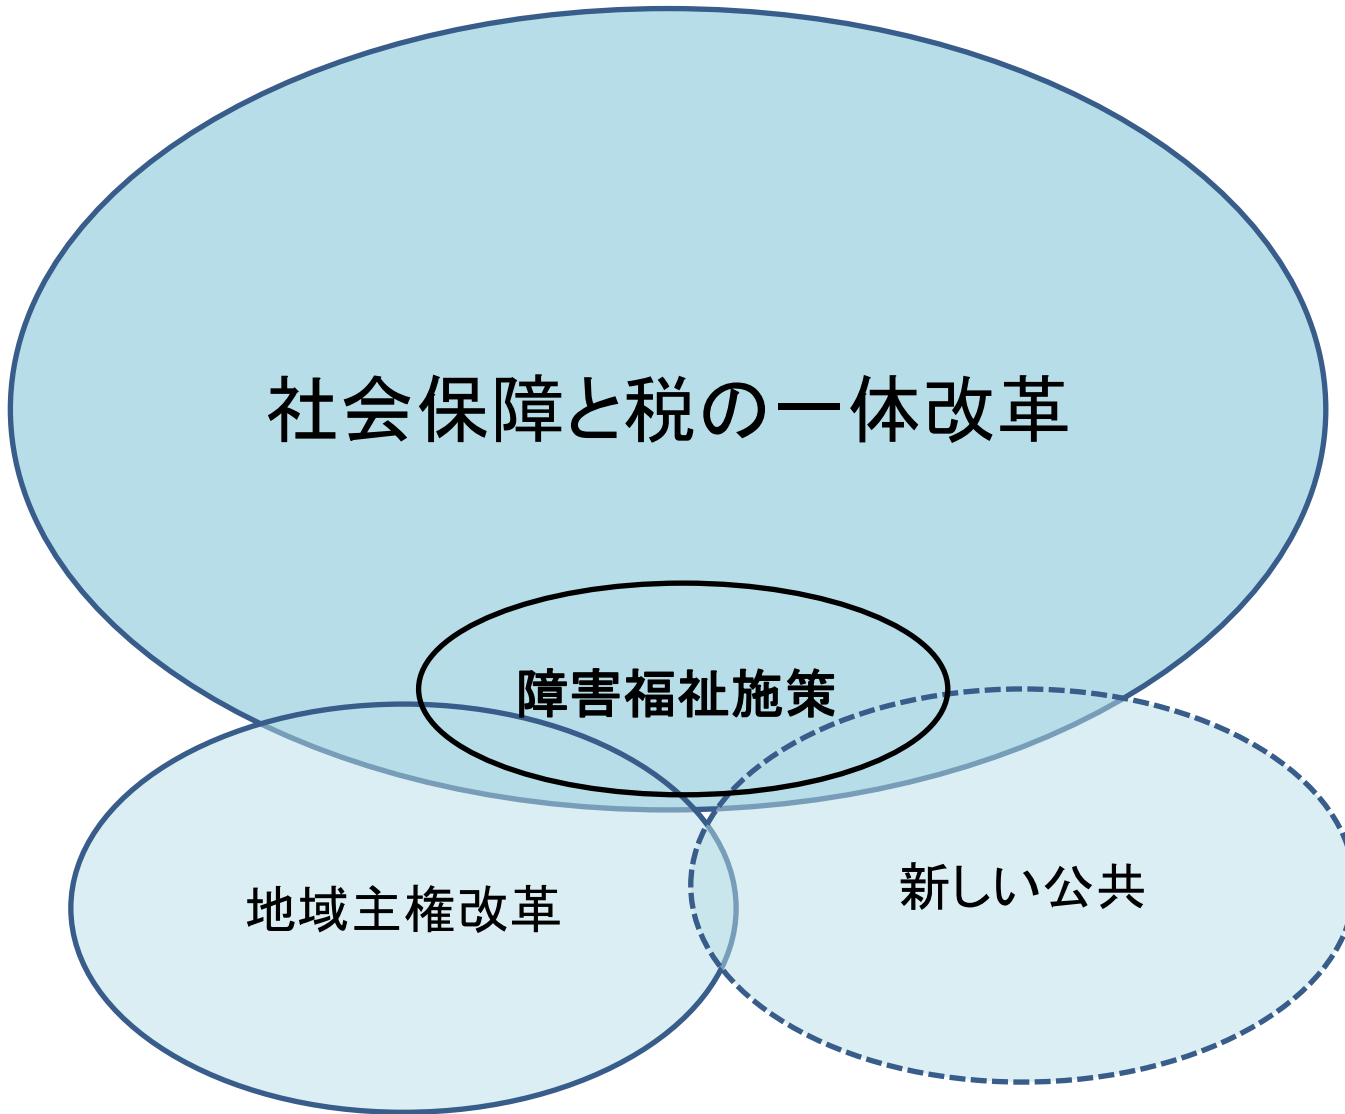 社会保障と税の一体改革
障害福祉施策
地域主権改革
新しい公共